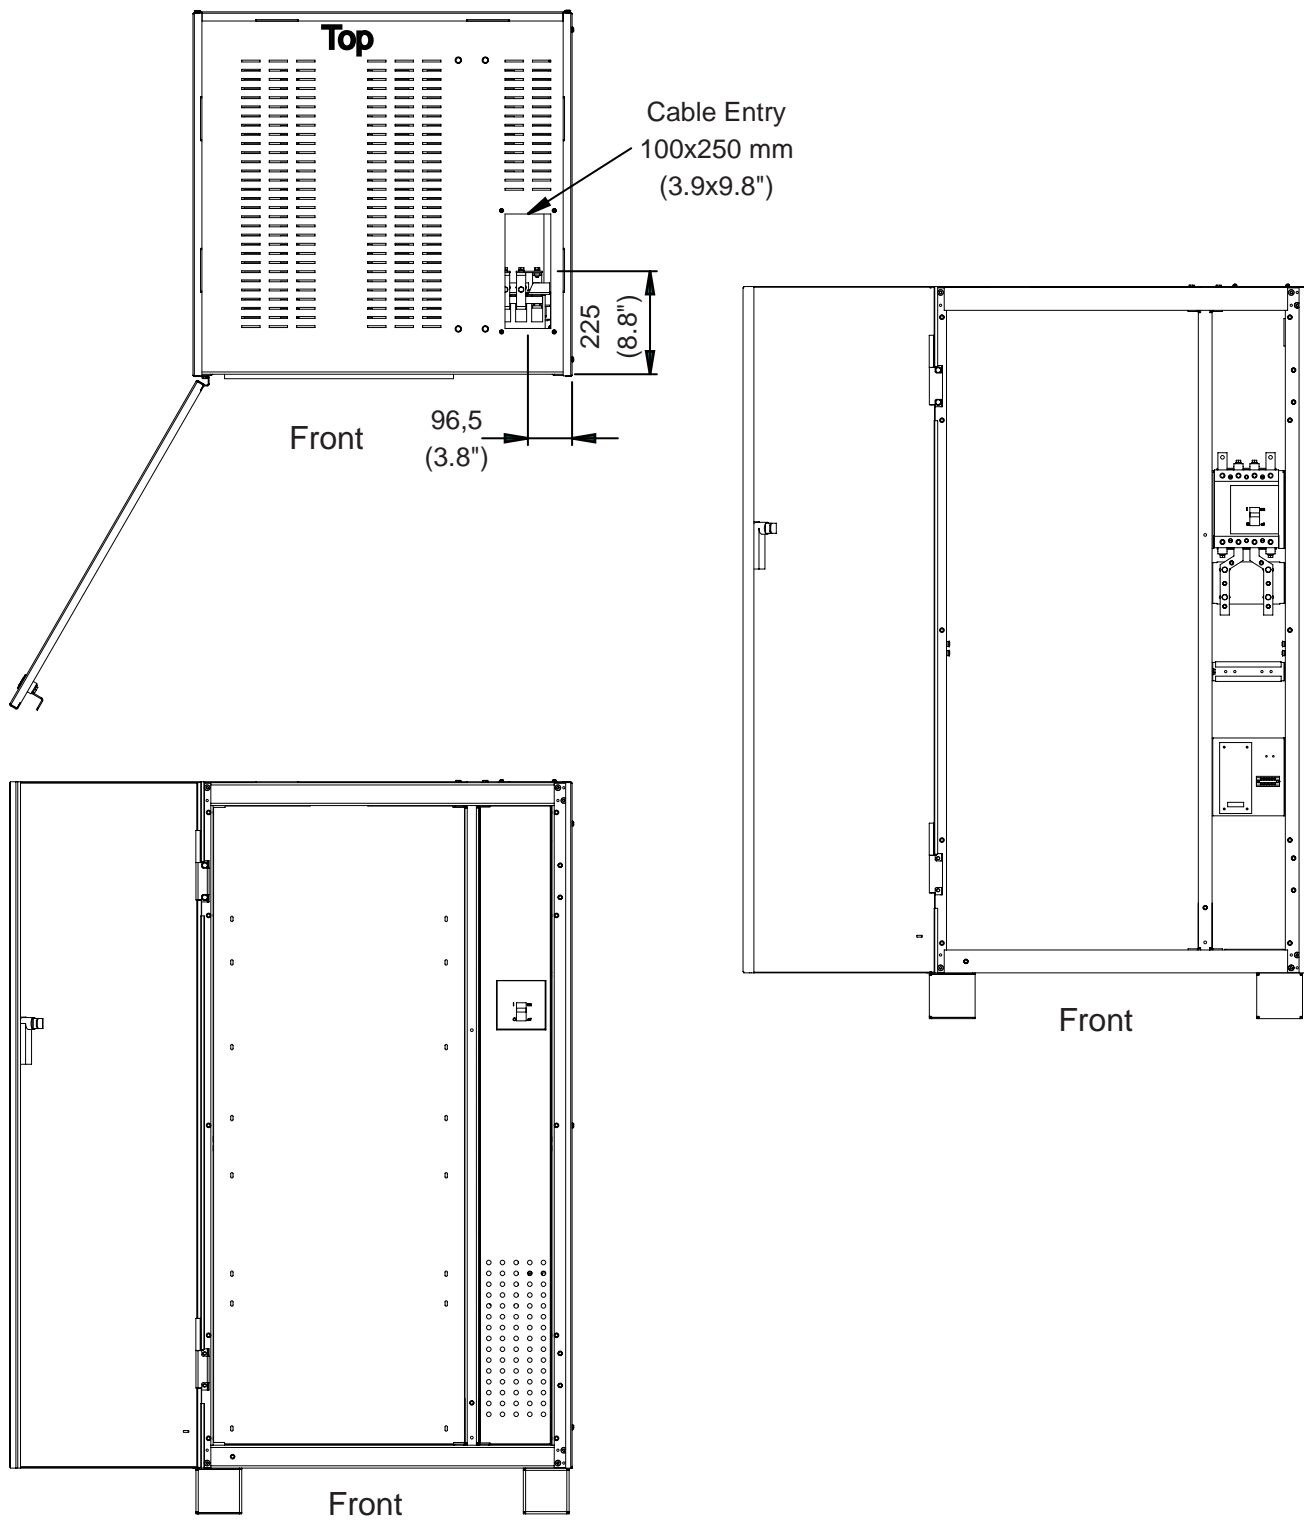 Top
Cable Entry
100x250 mm
(3.9x9.8")
225
(8.8")
96,5
(3.8")
Front
Front
Front